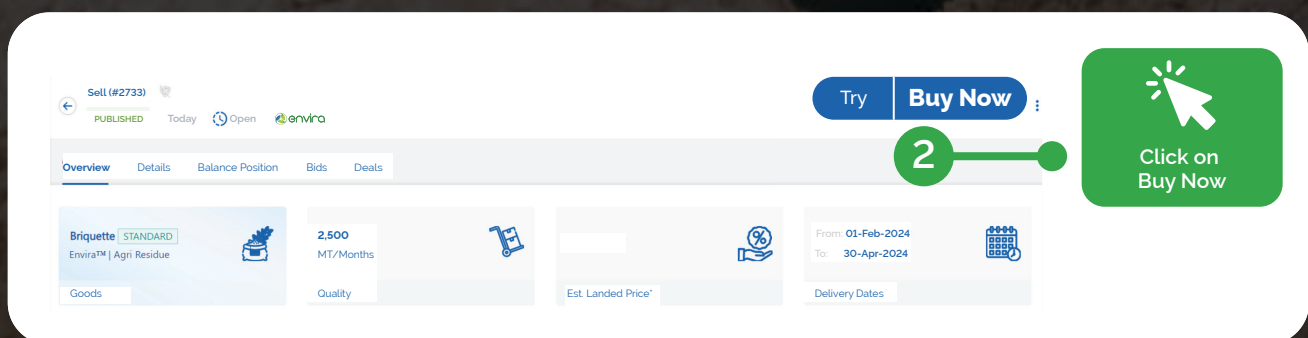 Sell (#2733)
PUBLISHED Today Open envira
Try Buy Now
2
Click on
Buy Now
Overview Details Balance Position Bids Deals
Briquette STANDARD
Envira™ | Agri Residue
Goods
2,500
MT/Months
Quality
%
Est. Landed Price*
From: 01-Feb-2024
To: 30-Apr-2024
Delivery Dates